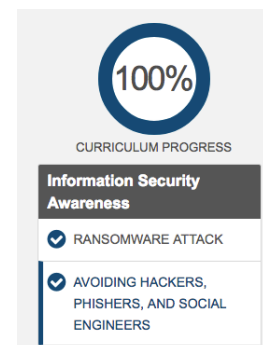 100%
CURRICULUM PROGRESS
Information Security
Awareness
RANSOMWARE ATTACK
AVOIDING HACKERS,
PHISHERS, AND SOCIAL
ENGINEERS